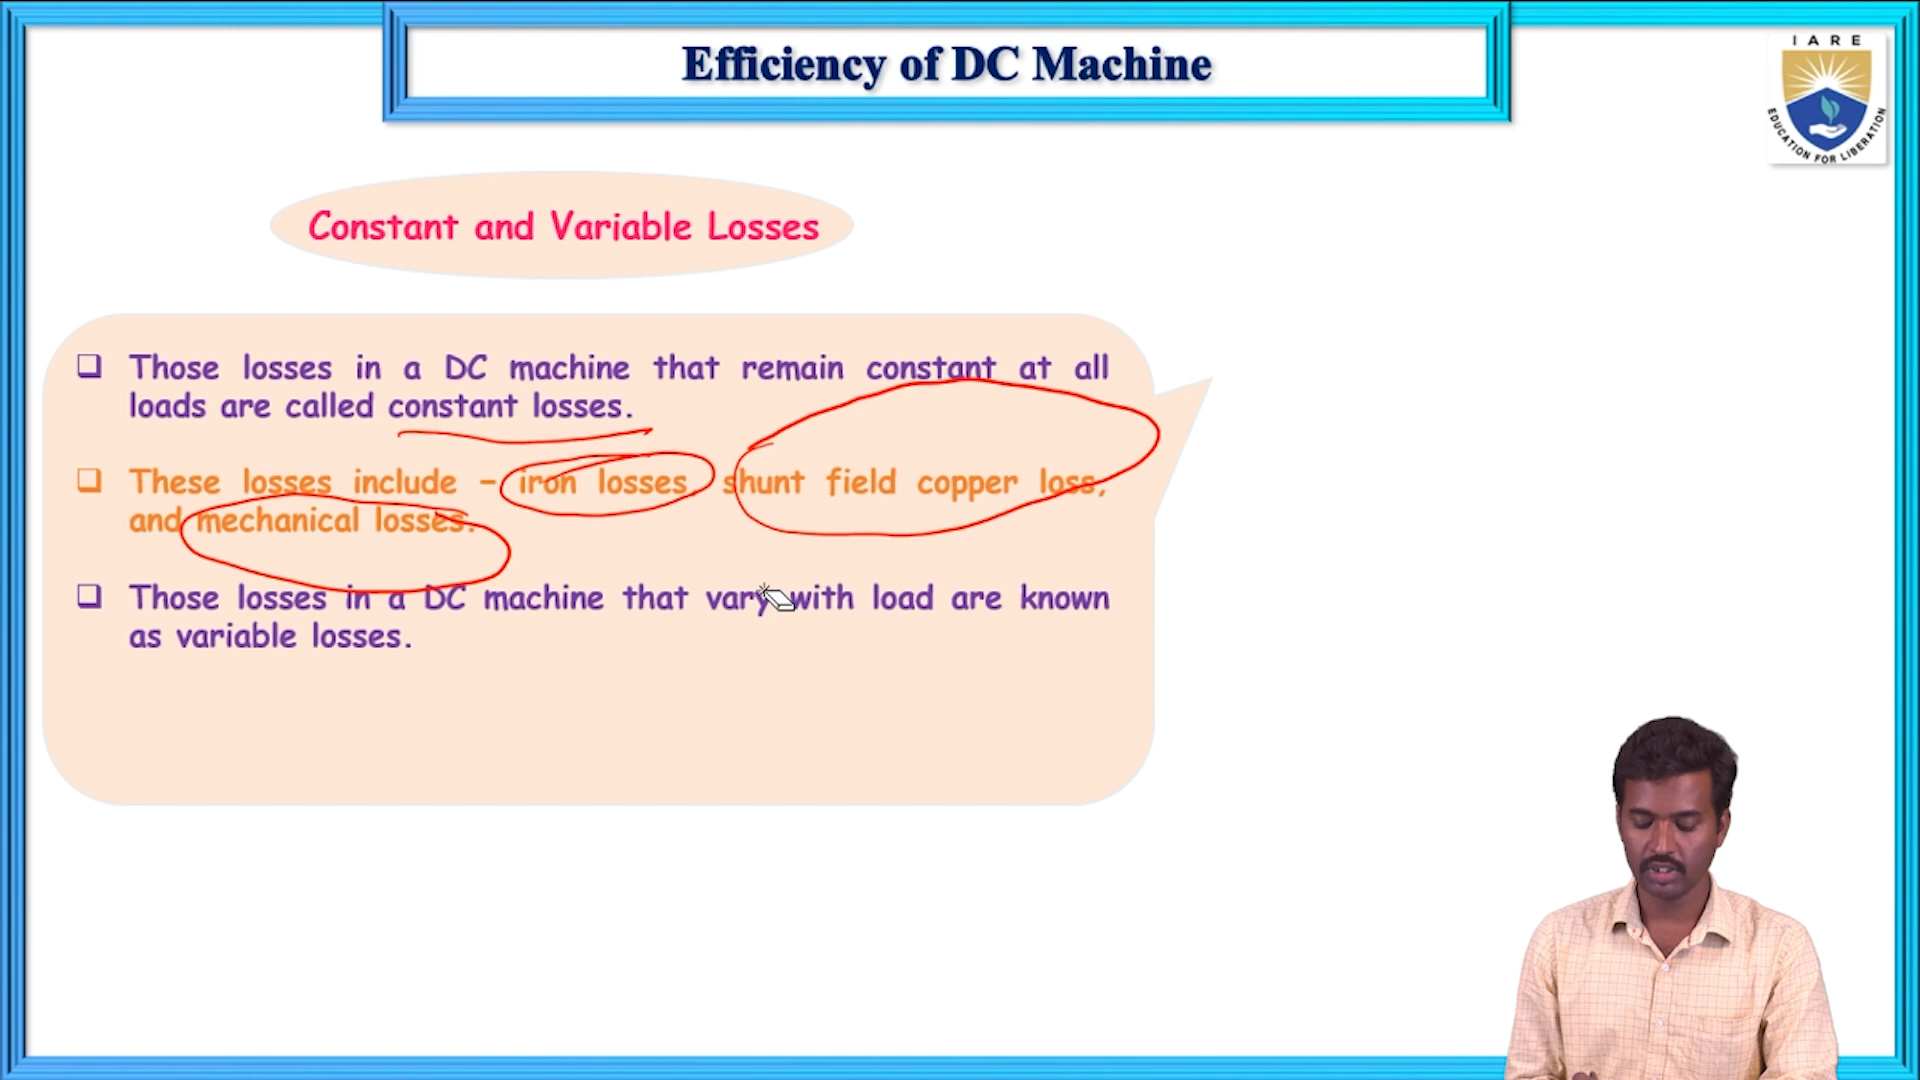 Efficiency of DC Machine
IARE
EDUCATION FOR LIBERATION
Constant and Variable Losses
Those losses in a DC machine that remain constant at all
loads are called constant losses.
These losses include – iron losses, shunt field copper loss,
and mechanical losses.
Those losses in a DC machine that vary with load are known
as variable losses.